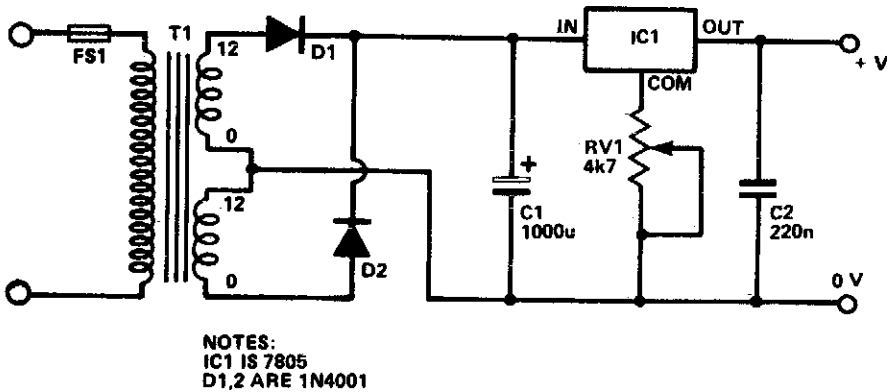 FS1
T1
12
0
12
0
D1
D2
IN
IC1
OUT
COM
+ V
RV1
4k7
+
C1
1000u
C2
220n
0 V
NOTES:
IC1 IS 7805
D1,2 ARE 1N4001